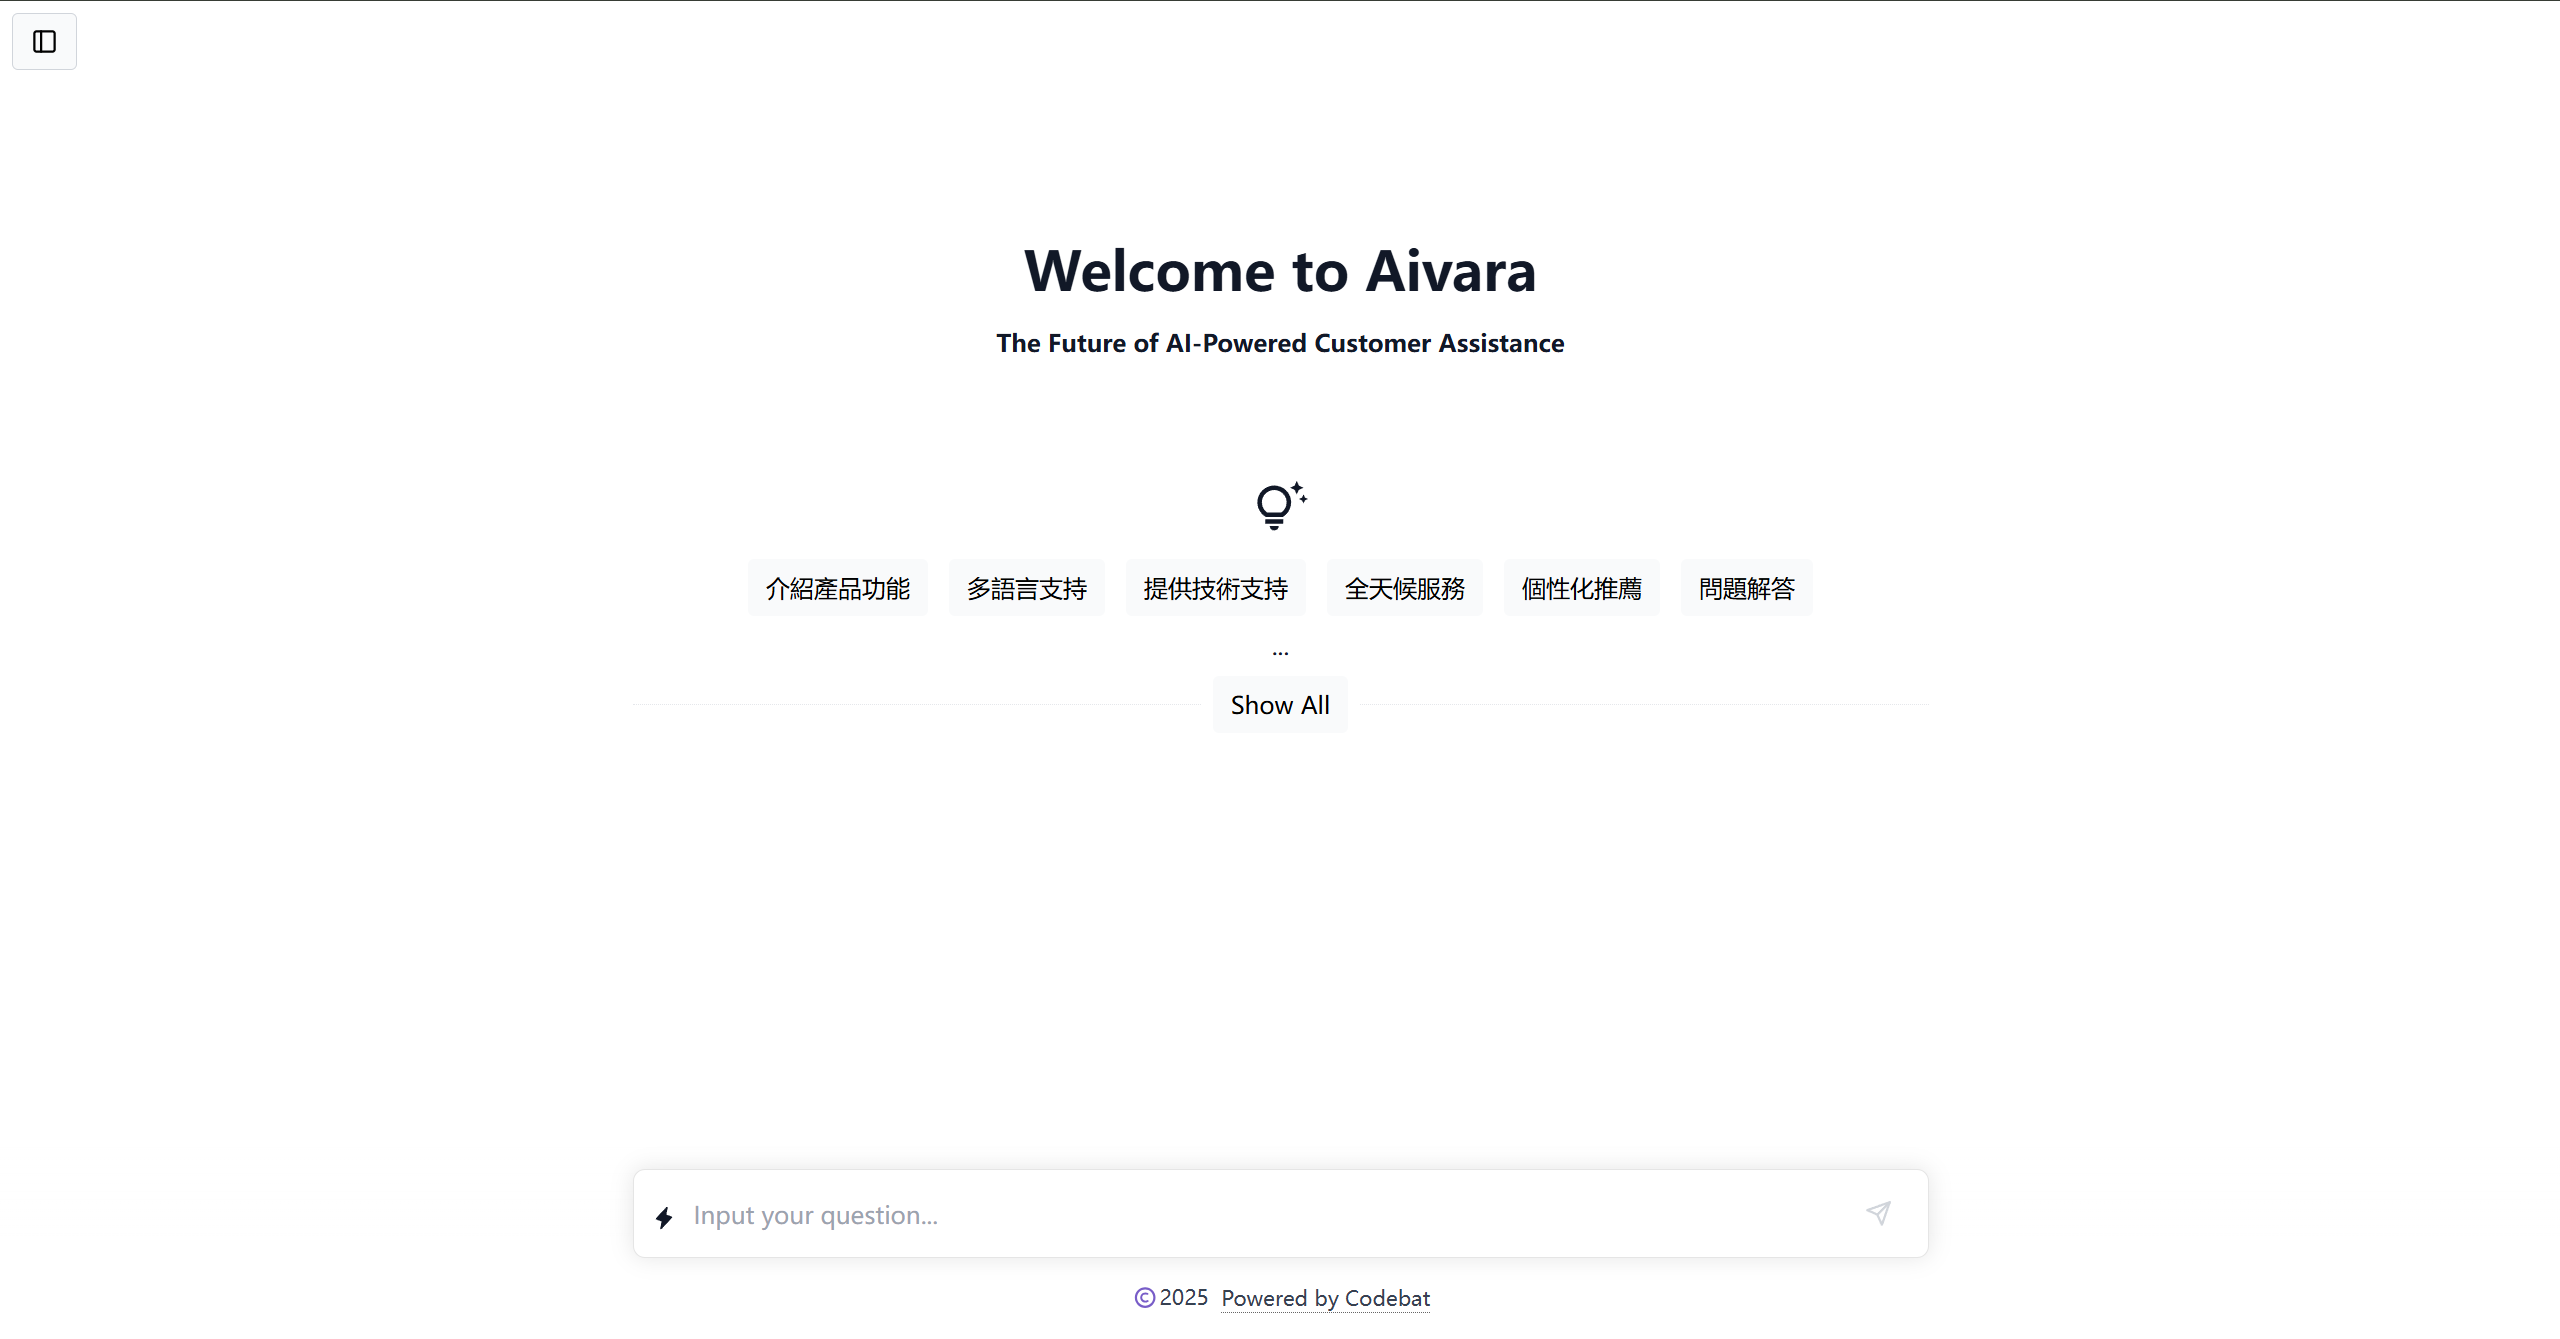 Welcome to Aivara
The Future of AI-Powered Customer Assistance
介紹產品功能 多語言支持 提供技術支持 全天候服務 個性化推薦 問題解答
...
Show All
Input your question...
©2025 Powered by Codebat